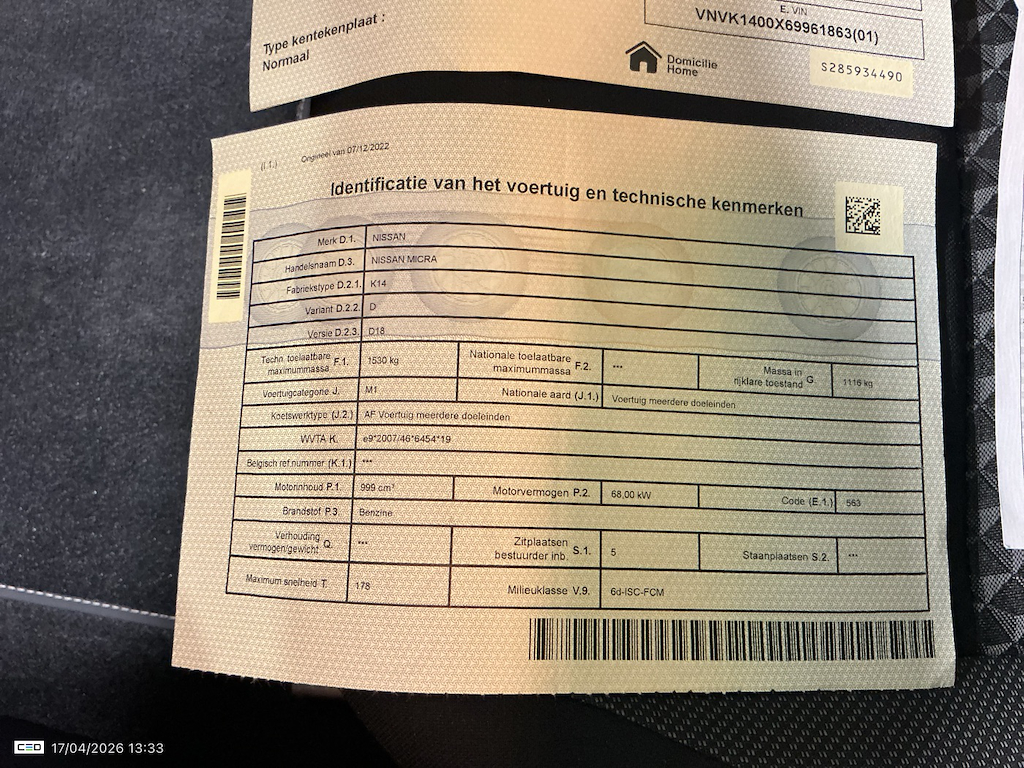 E. VIN
VNVK1400X69961863(01)
Type kentekenplaat :
Normaal
Domicilie
Home
S285934490
(I.1.) Origineel van 07/12/2022
Identificatie van het voertuig en technische kenmerken
Merk D.1. NISSAN
Handelsnaam D.3. NISSAN MICRA
Fabriekstype D.2.1. K14
Variant D.2.2. D
Versie D.2.3. D18
Techn. toelaatbare maximummassa F.1. 1530 kg Nationale toelaatbare maximummassa F.2. *** Massa in rijklare toestand G. 1116 kg
Voertuigcategorie J. M1 Nationale aard (J.1.) Voertuig meerdere doeleinden
Koetswerktype (J.2.) AF Voertuig meerdere doeleinden
WVTA K. e9*2007/46*6454*19
Belgisch ref.nummer (K.1.) ***
Motorinhoud P.1. 999 cm³ Motorvermogen P.2. 68,00 kW Code (E.1.) 563
Brandstof P.3. Benzine
Verhouding vermogen/gewicht Q. *** Zitplaatsen bestuurder inb. S.1. 5 Staanplaatsen S.2. ***
Maximum snelheid T. 178 Milieuklasse V.9. 6d-ISC-FCM
CEO 17/04/2026 13:33